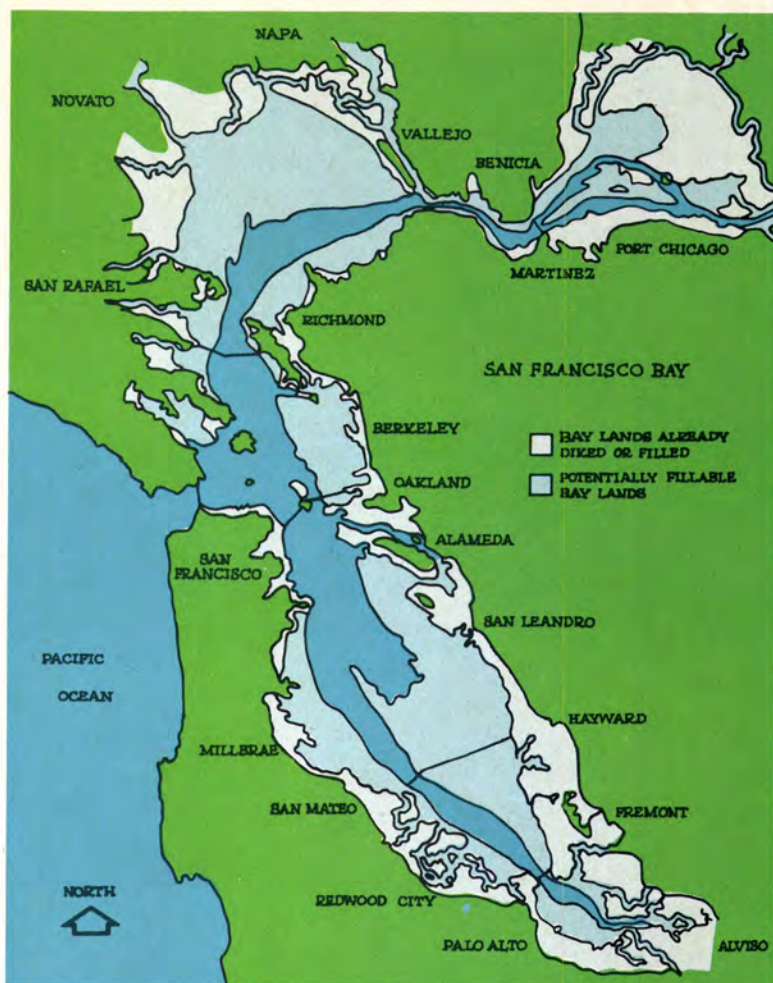 NAPA
NOVATO
VALLEJO
BENICIA
PORT CHICAGO
MARTINEZ
SAN RAFAEL
RICHMOND
SAN FRANCISCO BAY
BERKELEY
BAY LANDS ALREADY
DIKED OR FILLED
POTENTIALLY FILLABLE
BAY LANDS
OAKLAND
ALAMEDA
SAN
FRANCISCO
SAN LEANDRO
PACIFIC
OCEAN
HAYWARD
MILLBRAE
SAN MATEO
FREMONT
NORTH
REDWOOD CITY
PALO ALTO
ALVISO